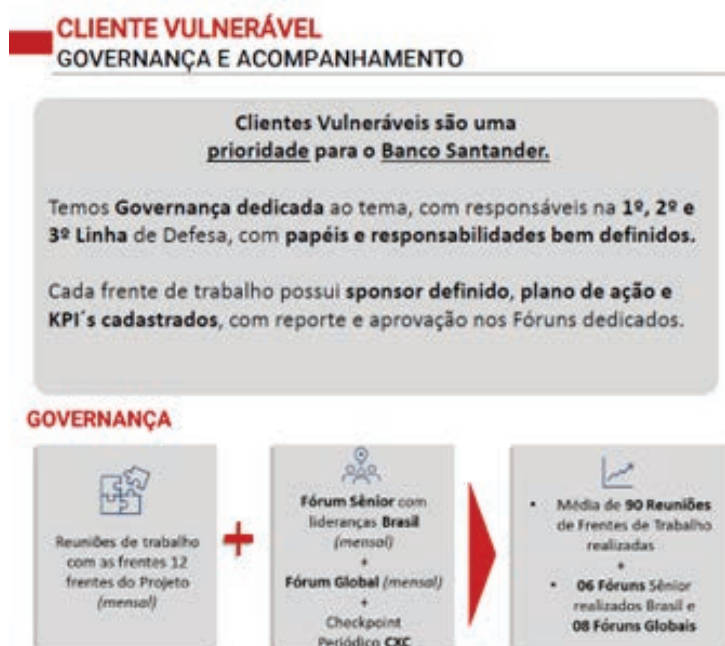 CLIENTE VULNERÁVEL
GOVERNANÇA E ACOMPANHAMENTO
Clientes Vulneráveis são uma
prioridade para o Banco Santander.
Temos Governança dedicada ao tema, com responsáveis na 1º, 2º e
3º Linha de Defesa, com papéis e responsabilidades bem definidos.
Cada frente de trabalho possui sponsor definido, plano de ação e
KPI´s cadastrados, com reporte e aprovação nos Fóruns dedicados.
GOVERNANÇA
Reuniões de trabalho
com as frentes 12
frentes do Projeto
(mensal)
+
Fórum Sênior com
lideranças Brasil
(mensal)
+
Fórum Global (mensal)
+
Checkpoint
Periódico CXC
• Média de 90 Reuniões
de Frentes de Trabalho
realizadas
+
• 06 Fóruns Sênior
realizados Brasil e
08 Fóruns Globais